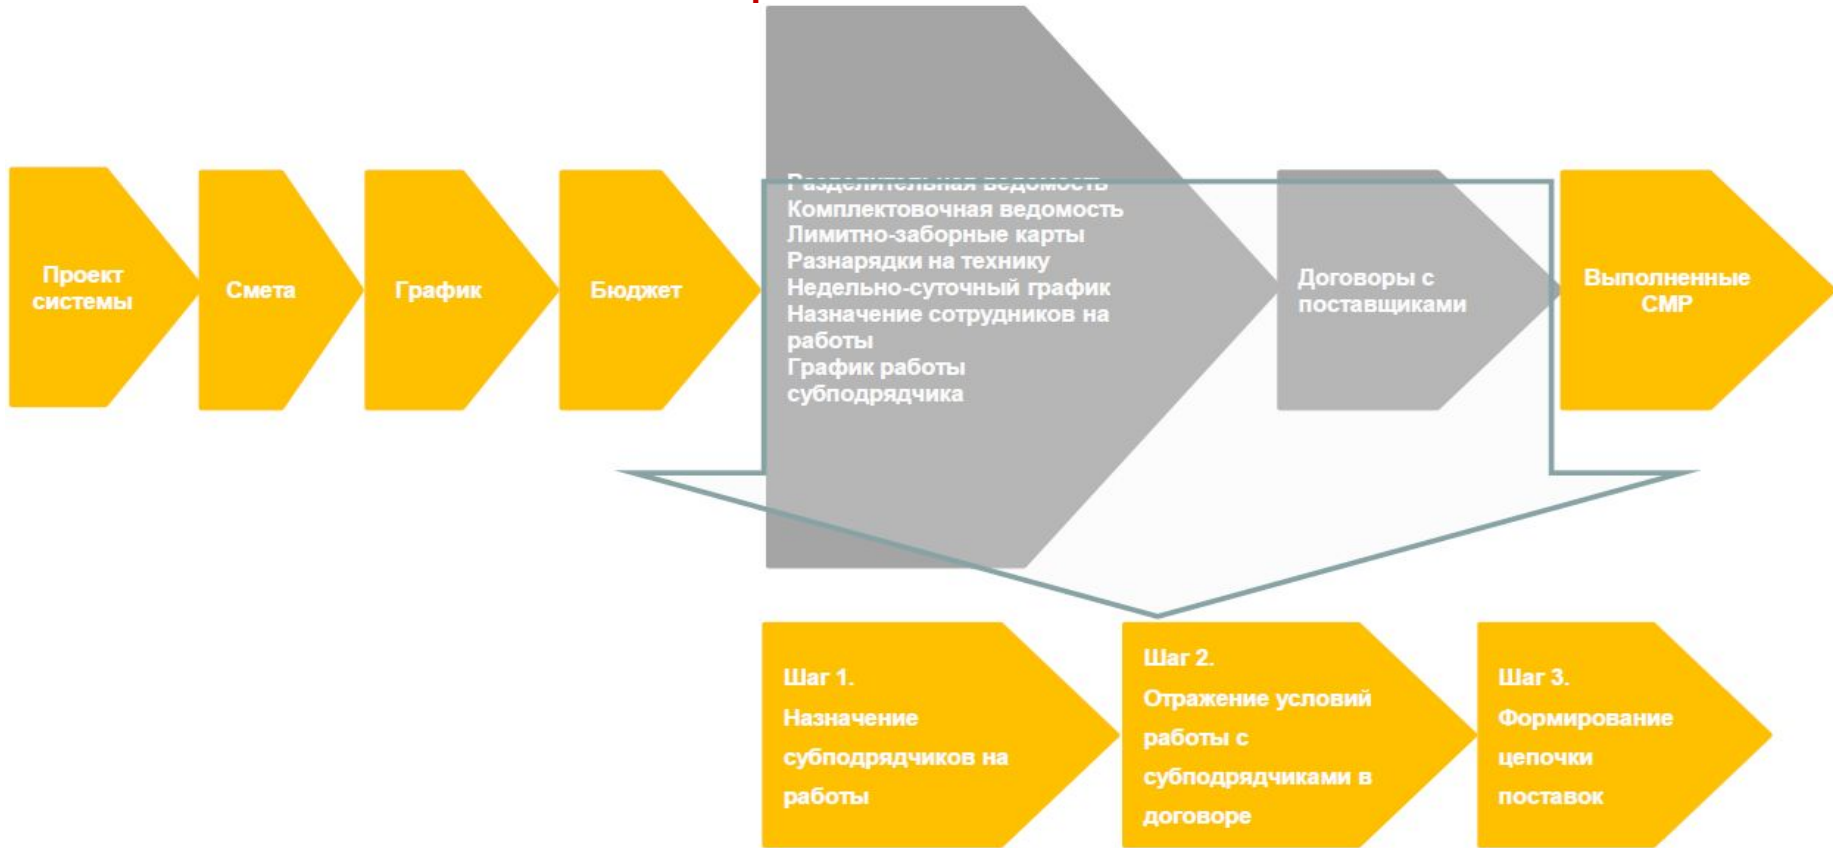 Проект
системы
Смета
График
Бюджет
Разделительная ведомость
Комплектовочная ведомость
Лимитно-заборные карты
Разнарядки на технику
Недельно-суточный график
Назначение сотрудников на
работы
График работы
субподрядчика
Договоры с
поставщиками
Выполненные
СМР
Шаг 1.
Назначение
субподрядчиков на
работы
Шаг 2.
Отражение условий
работы с
субподрядчиками в
договоре
Шаг 3.
Формирование
цепочки
поставок